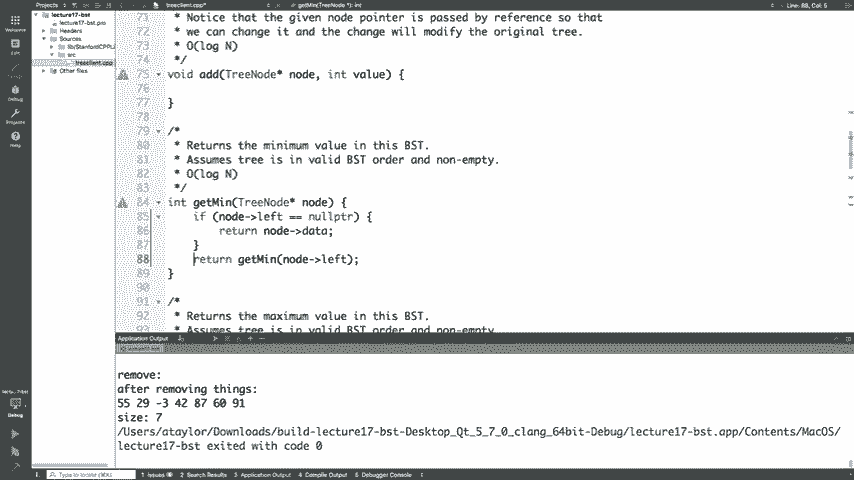 Projects
treeclient.cpp*
getMin(TreeNode *): int
Line: 88, Col: 5
lecture17-bst
lecture17-bst.pro
Headers
Sources
src
treeclient.cpp
Other files
Welcome
Edit
Debug
Projects
Help
71 * Notice that the given node pointer is passed by reference so that
72 * we can change it and the change will modify the original tree.
73 * O(log N)
74 */
75 void add(TreeNode* node, int value) {
76
77 }
78
79 /*
80 * Returns the minimum value in this BST.
81 * Assumes tree is in valid BST order and non-empty.
82 * O(log N)
83 */
84 int getMin(TreeNode* node) {
85 if (node->left == nullptr) {
86 return node->data;
87 }
88 return getMin(node->left);
89 }
90
91 /*
92 * Returns the maximum value in this BST.
93 * Assumes tree is in valid BST order and non-empty
Application Output
remove:
after removing things:
55 29 -3 42 87 60 91
size: 7
/Users/ataylor/Downloads/build-lecture17-bst-Desktop_Qt_5_7_0_clang_64bit-Debug/lecture17-bst.app/Contents/MacOS/
lecture17-bst exited with code 0
Debug
Type to locate (⌘K)
1 Issues
2 Search Results
3 Application Output
4 Compile Output
5 Debugger Console